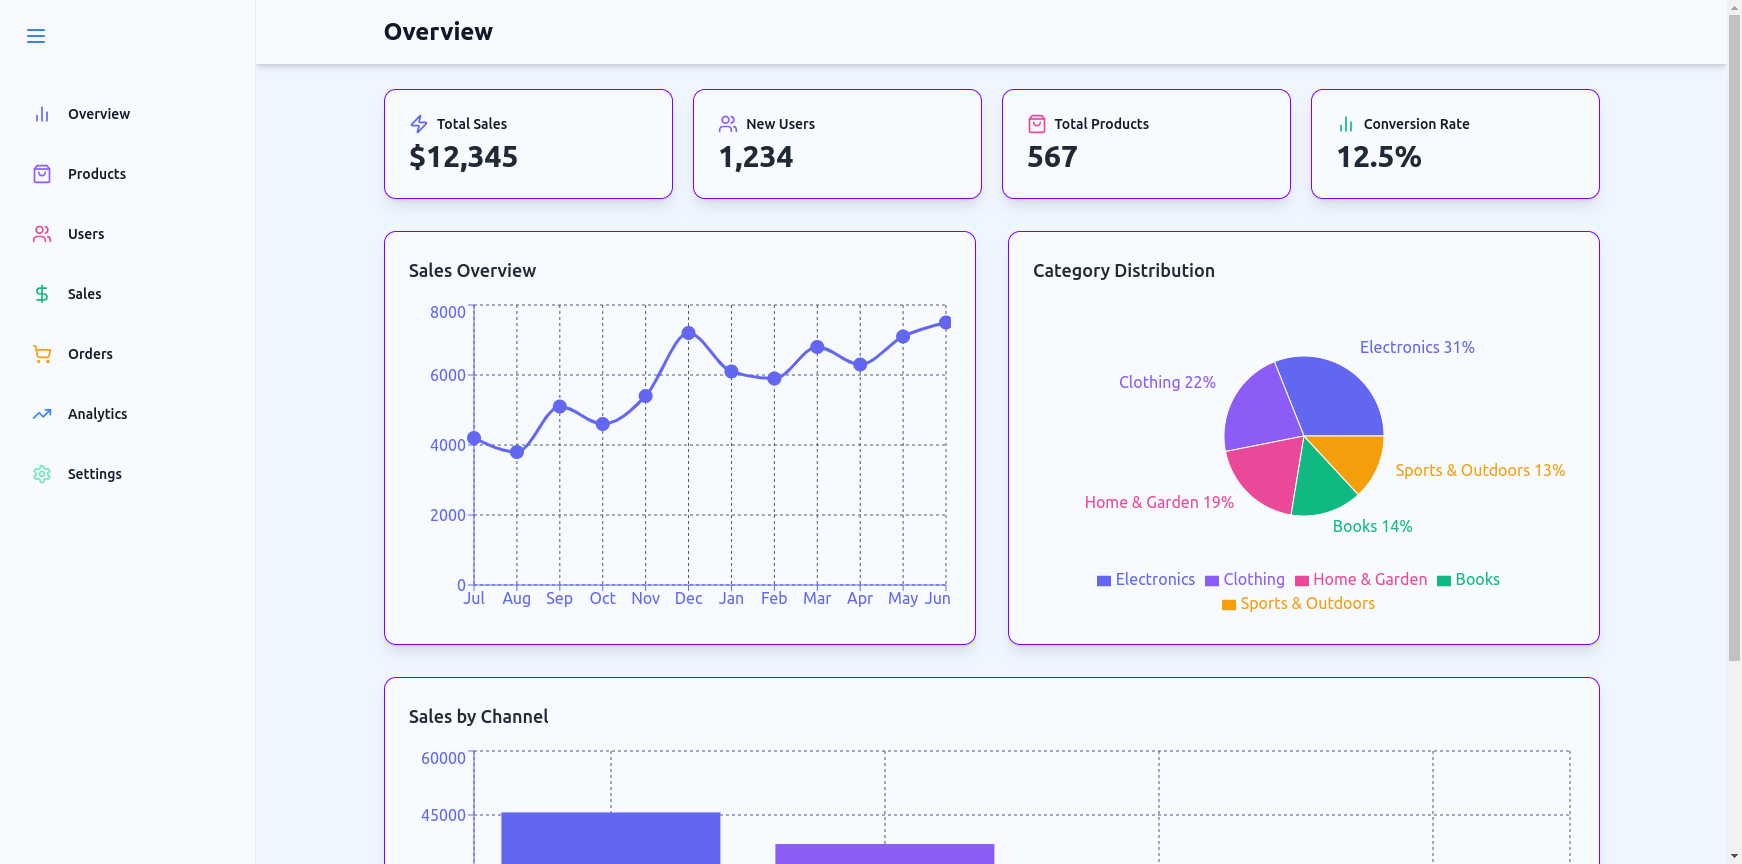 Overview
Overview
Products
Users
Sales
Orders
Analytics
Settings
Total Sales
$12,345
New Users
1,234
Total Products
567
Conversion Rate
12.5%
Sales Overview
8000
6000
4000
2000
0
Jul Aug Sep Oct Nov Dec Jan Feb Mar Apr May Jun
Category Distribution
Electronics 31%
Clothing 22%
Sports & Outdoors 13%
Home & Garden 19%
Books 14%
Electronics Clothing Home & Garden Books
Sports & Outdoors
Sales by Channel
60000
45000